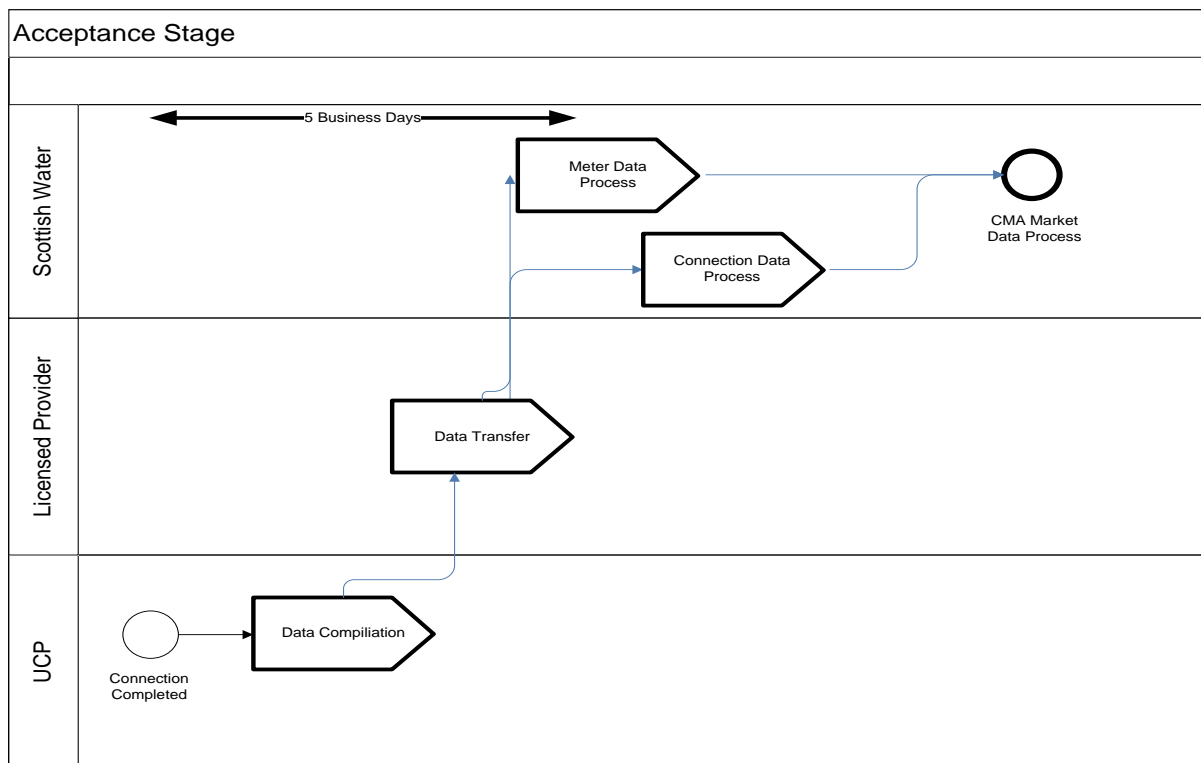 Acceptance Stage
Scottish Water
5 Business Days
Meter Data
Process
CMA Market
Data Process
Connection Data
Process
Licensed Provider
Data Transfer
UCP
Data Compiliation
Connection
Completed